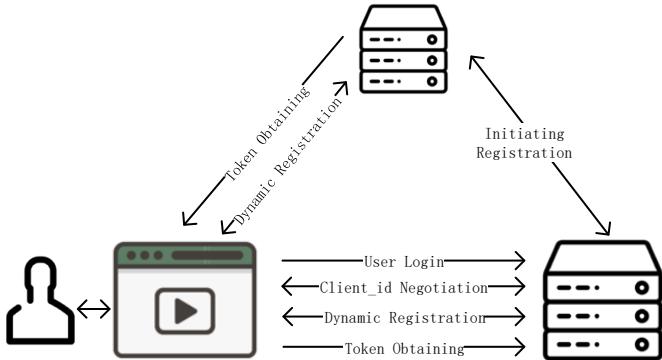 Token Obtaining
Dynamic Registration
Initiating
Registration
User Login
Client_id Negotiation
Dynamic Registration
Token Obtaining